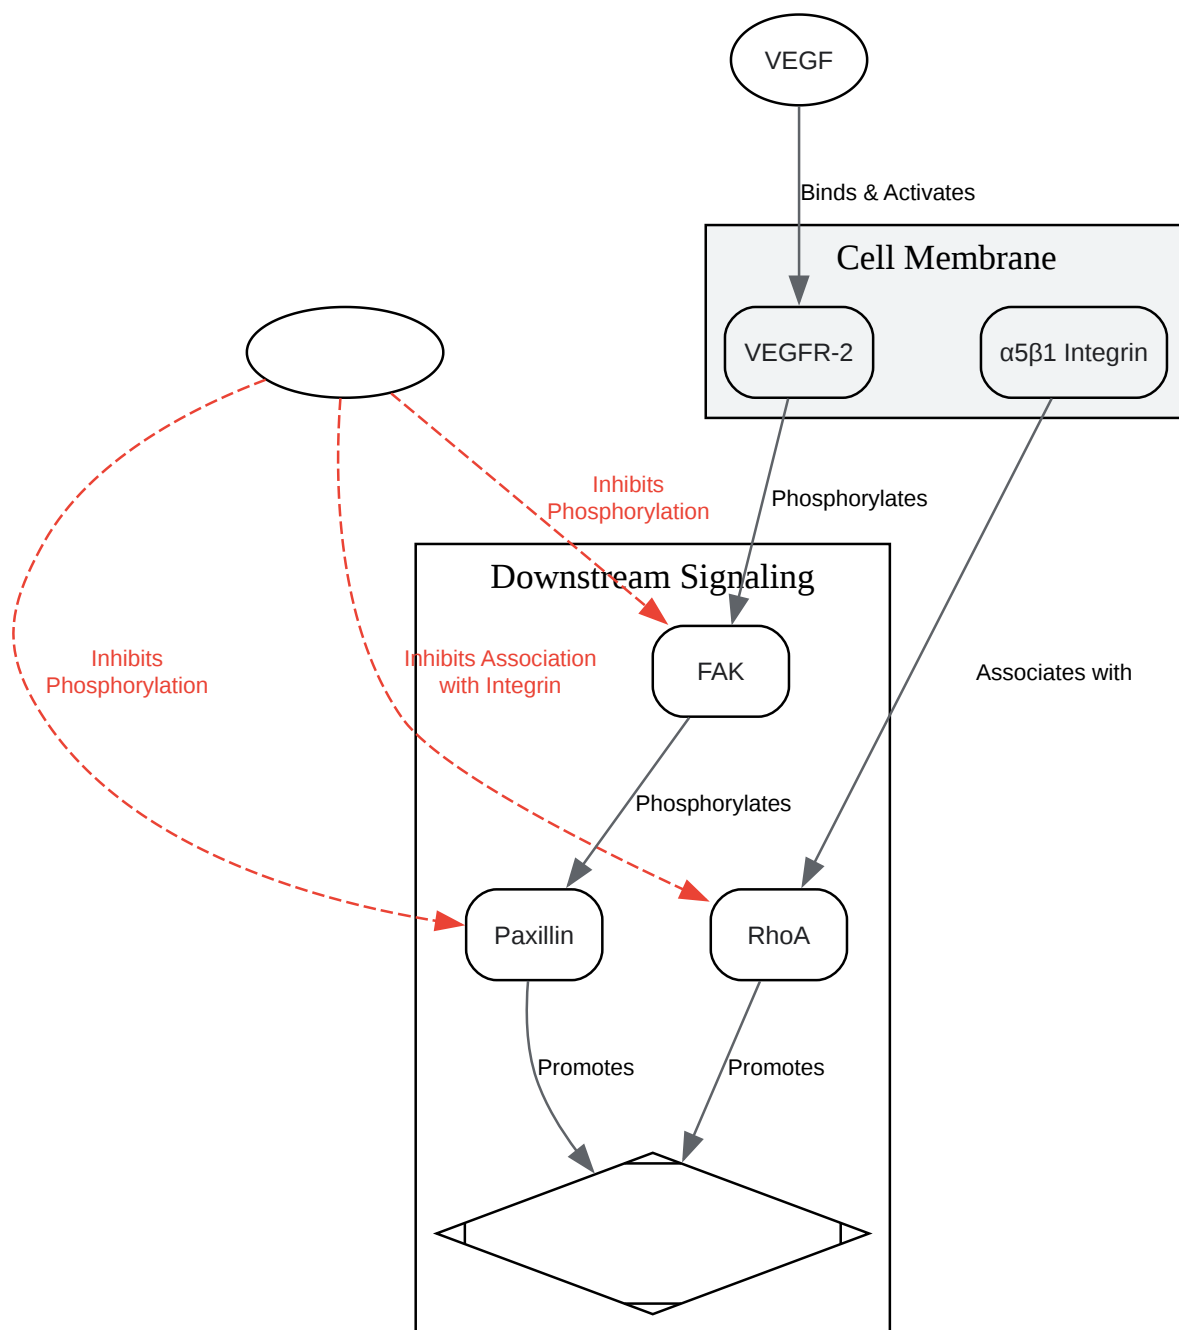 VEGF
Binds & Activates
Cell Membrane
VEGFR-2
α5β1 Integrin
Inhibits
Phosphorylation
Phosphorylates
Downstream Signaling
Inhibits
Phosphorylation
Inhibits Association
with Integrin
FAK
Associates with
Phosphorylates
Paxillin
RhoA
Promotes
Promotes